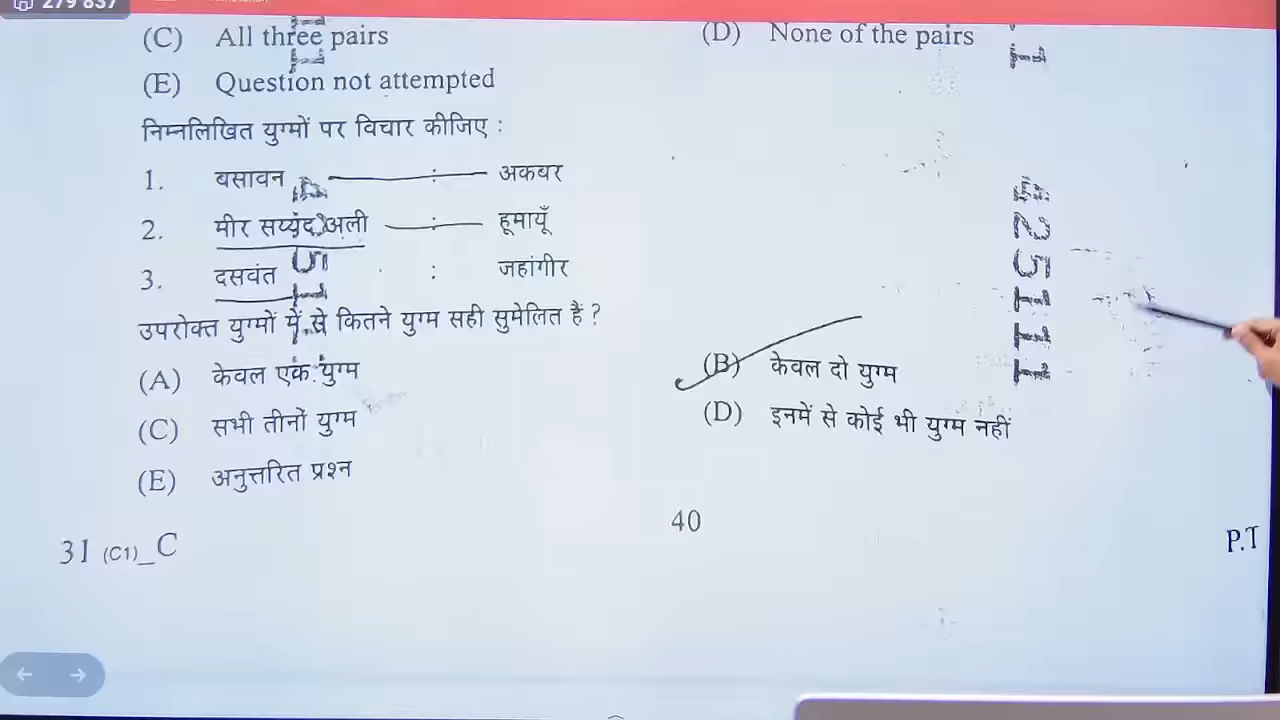 279 837
(C) All three pairs (D) None of the pairs
(E) Question not attempted
निम्नलिखित युग्मों पर विचार कीजिए :
1. बसावन : अकबर
2. मीर सय्यद अली : हूमायूँ
3. दसवंत : जहांगीर
उपरोक्त युग्मों में से कितने युग्म सही सुमेलित हैं ?
(A) केवल एक युग्म (B) केवल दो युग्म
(C) सभी तीनों युग्म (D) इनमें से कोई भी युग्म नहीं
(E) अनुत्तरित प्रश्न
31 (C1)_C 40 P.T